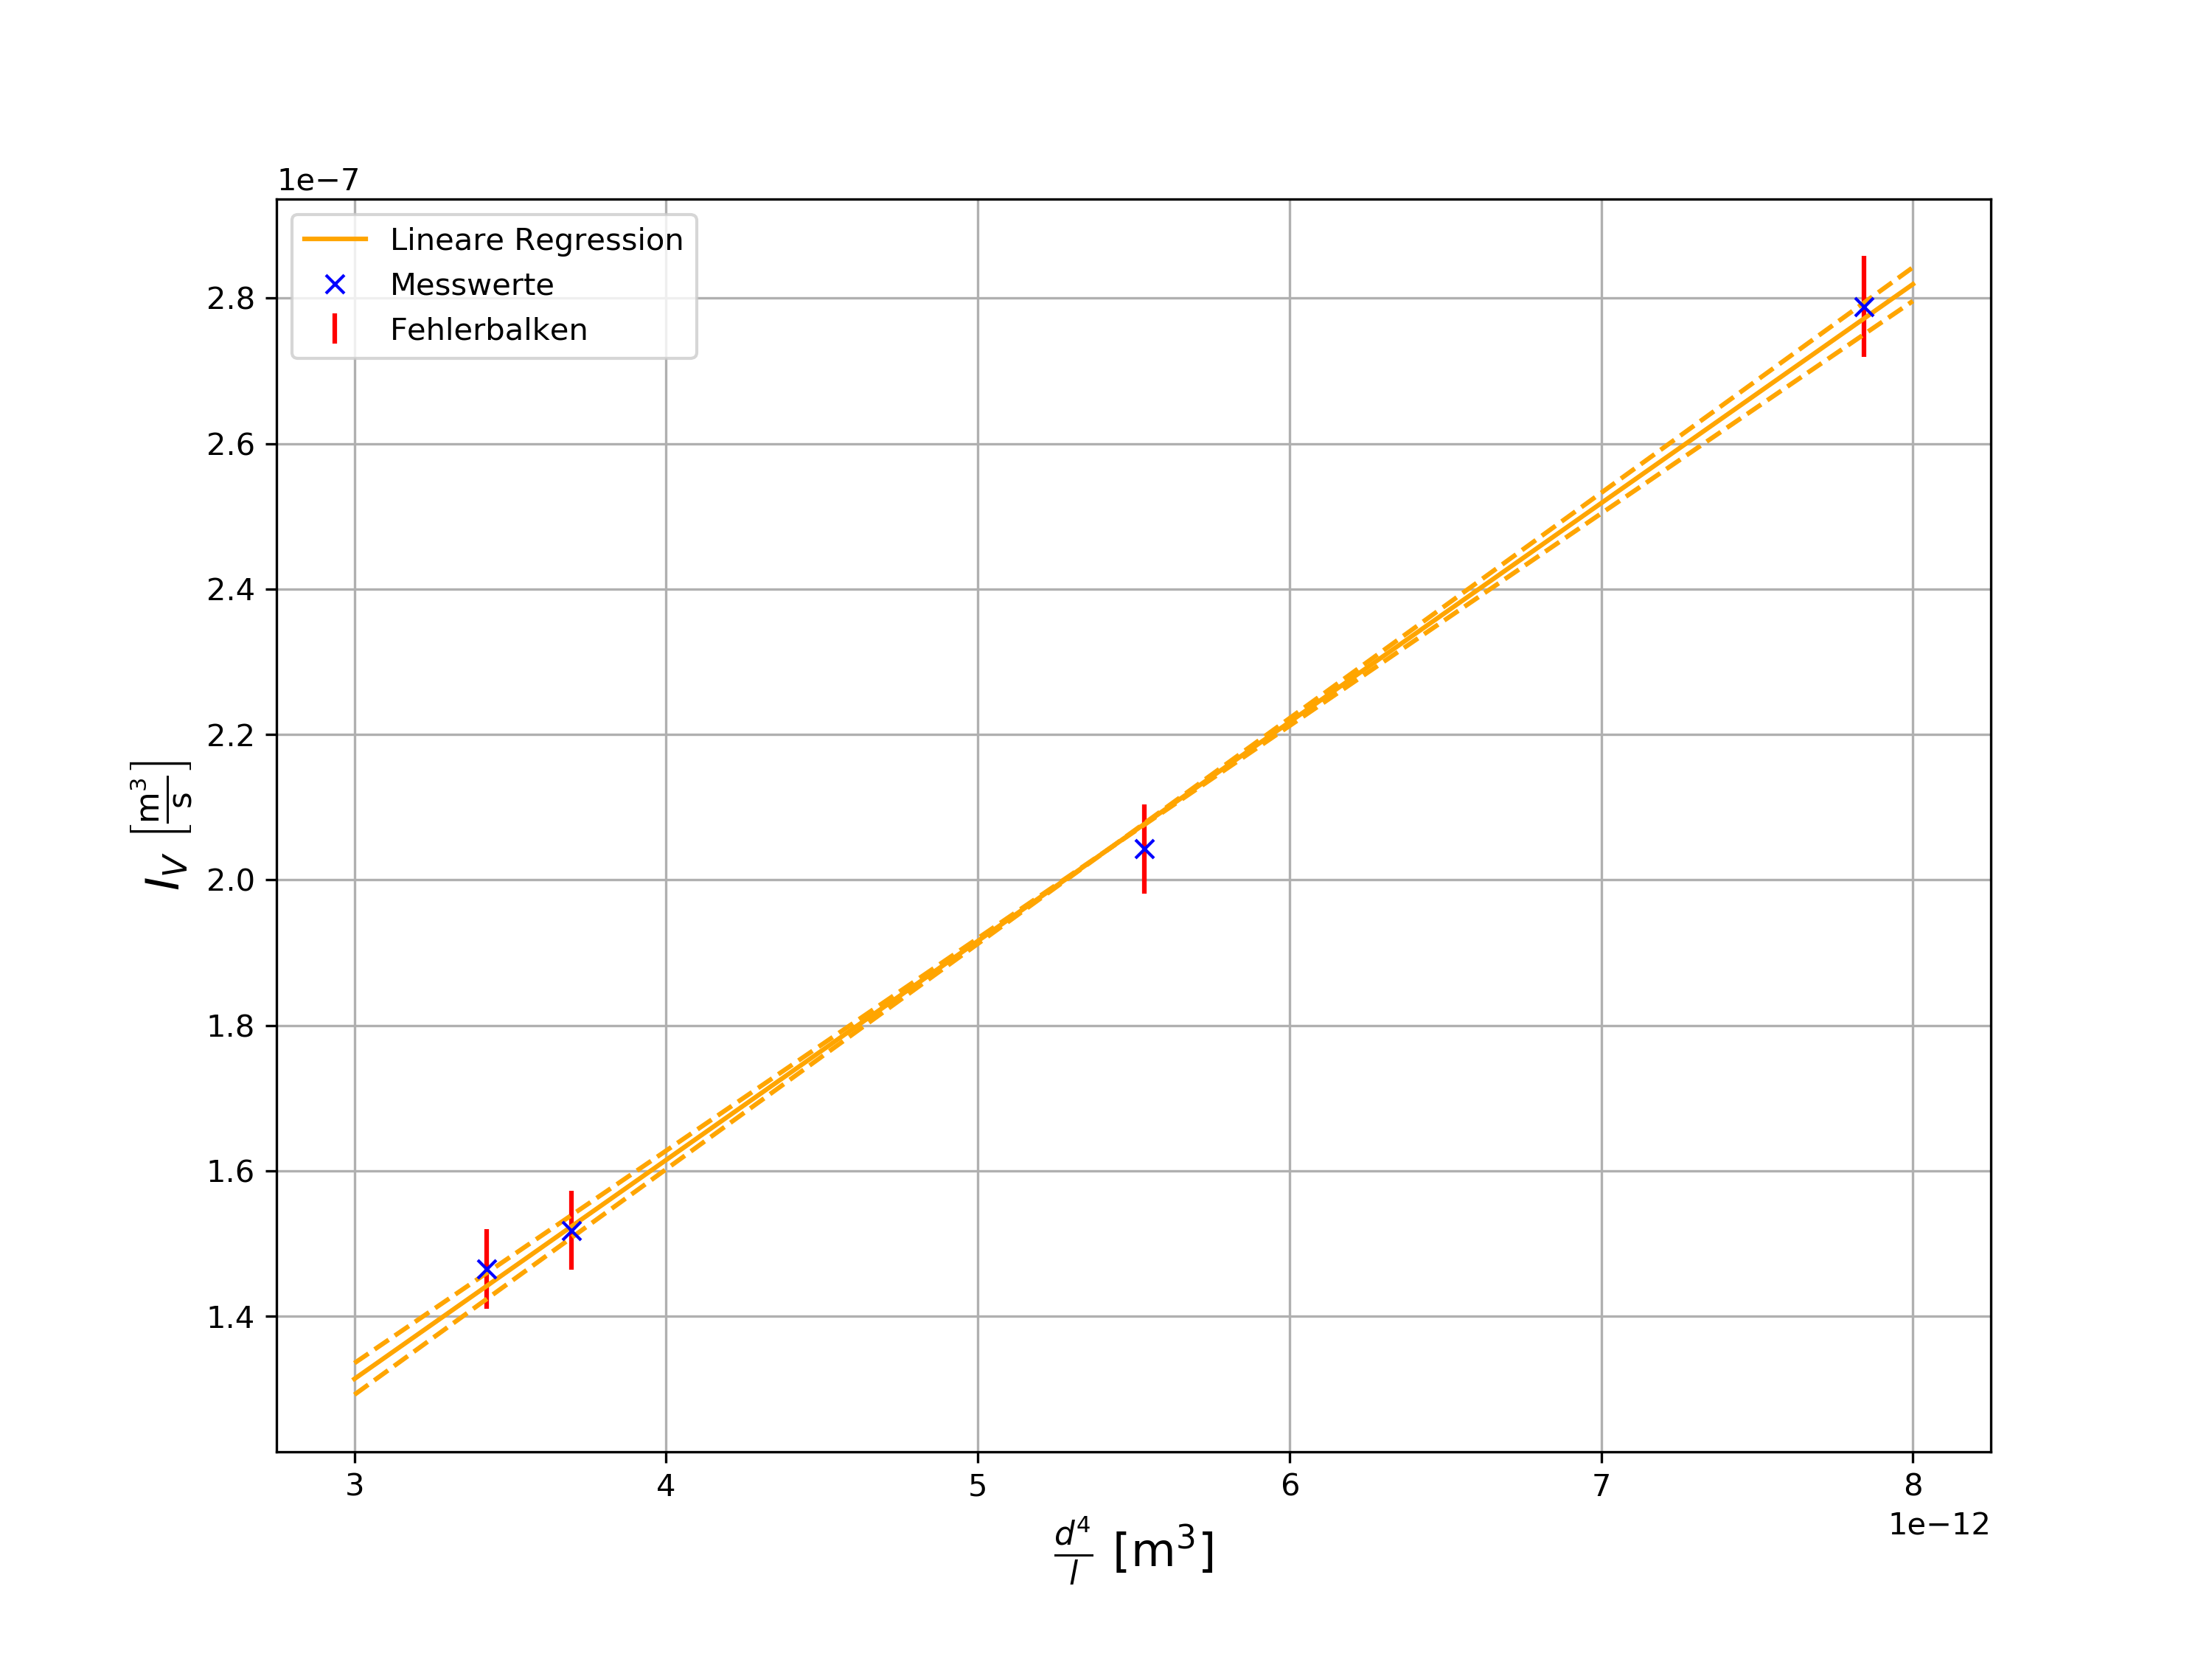 1e−7
Lineare Regression
Messwerte
Fehlerbalken
2.8
2.6
2.4
2.2
2.0
1.8
1.6
1.4
I_V [m³/s]
3 4 5 6 7 8
1e−12
d⁴/l [m³]